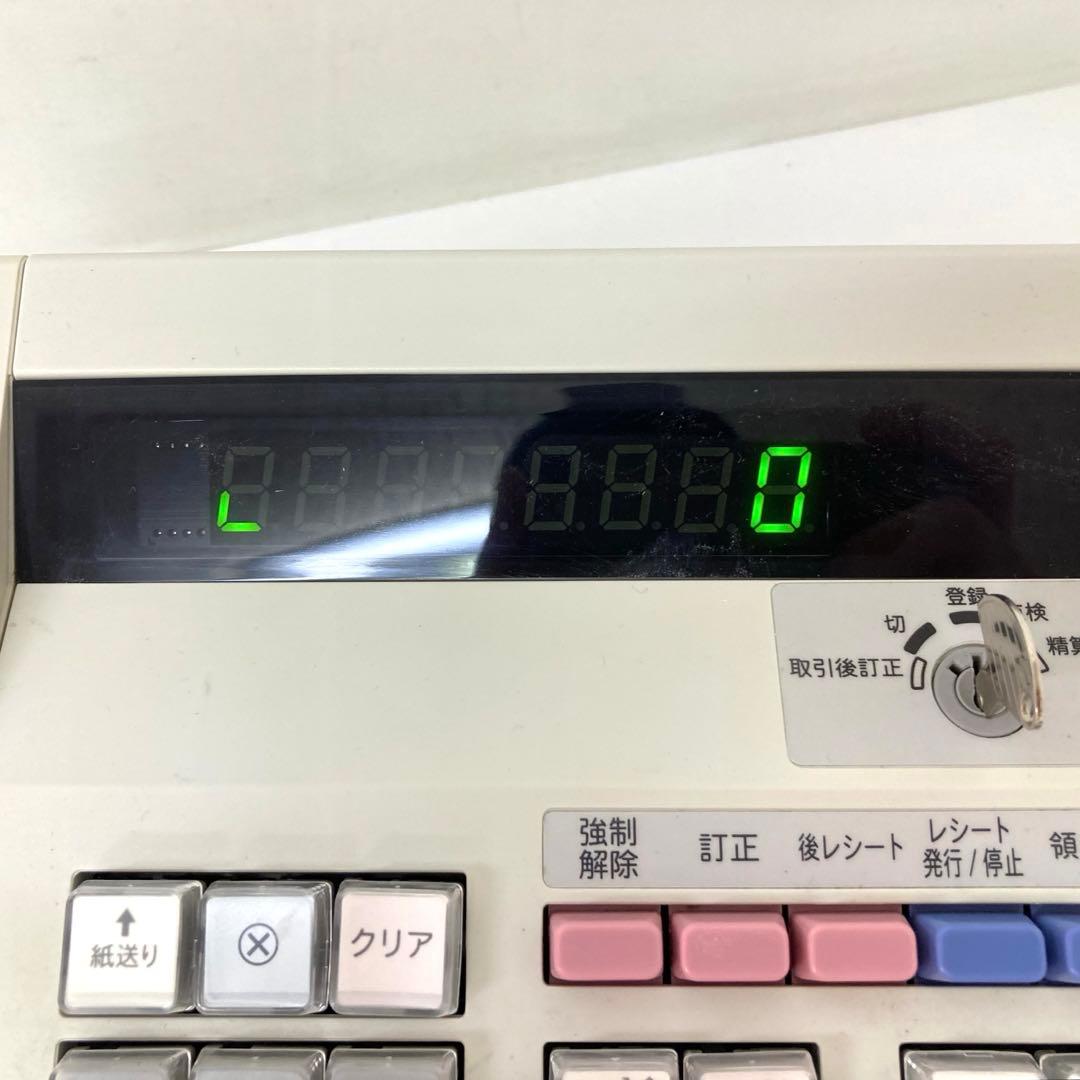 L 0
登録
切
検
精算
取引後訂正
強制
解除
訂正
後レシート
レシート
発行/停止
領
↑
紙送り
ⓧ
クリア